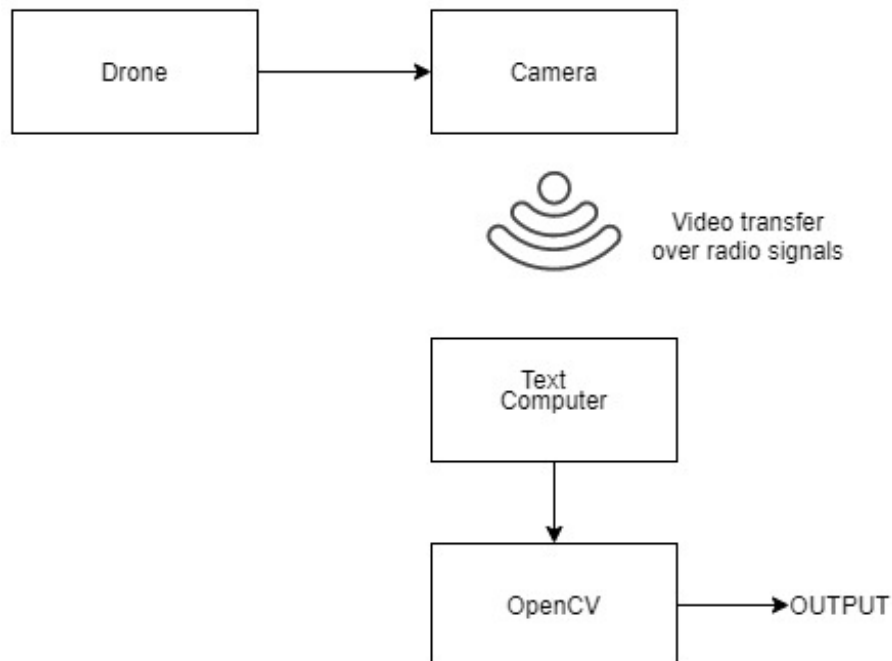 Drone
Camera
Video transfer
over radio signals
Text
Computer
OpenCV
OUTPUT